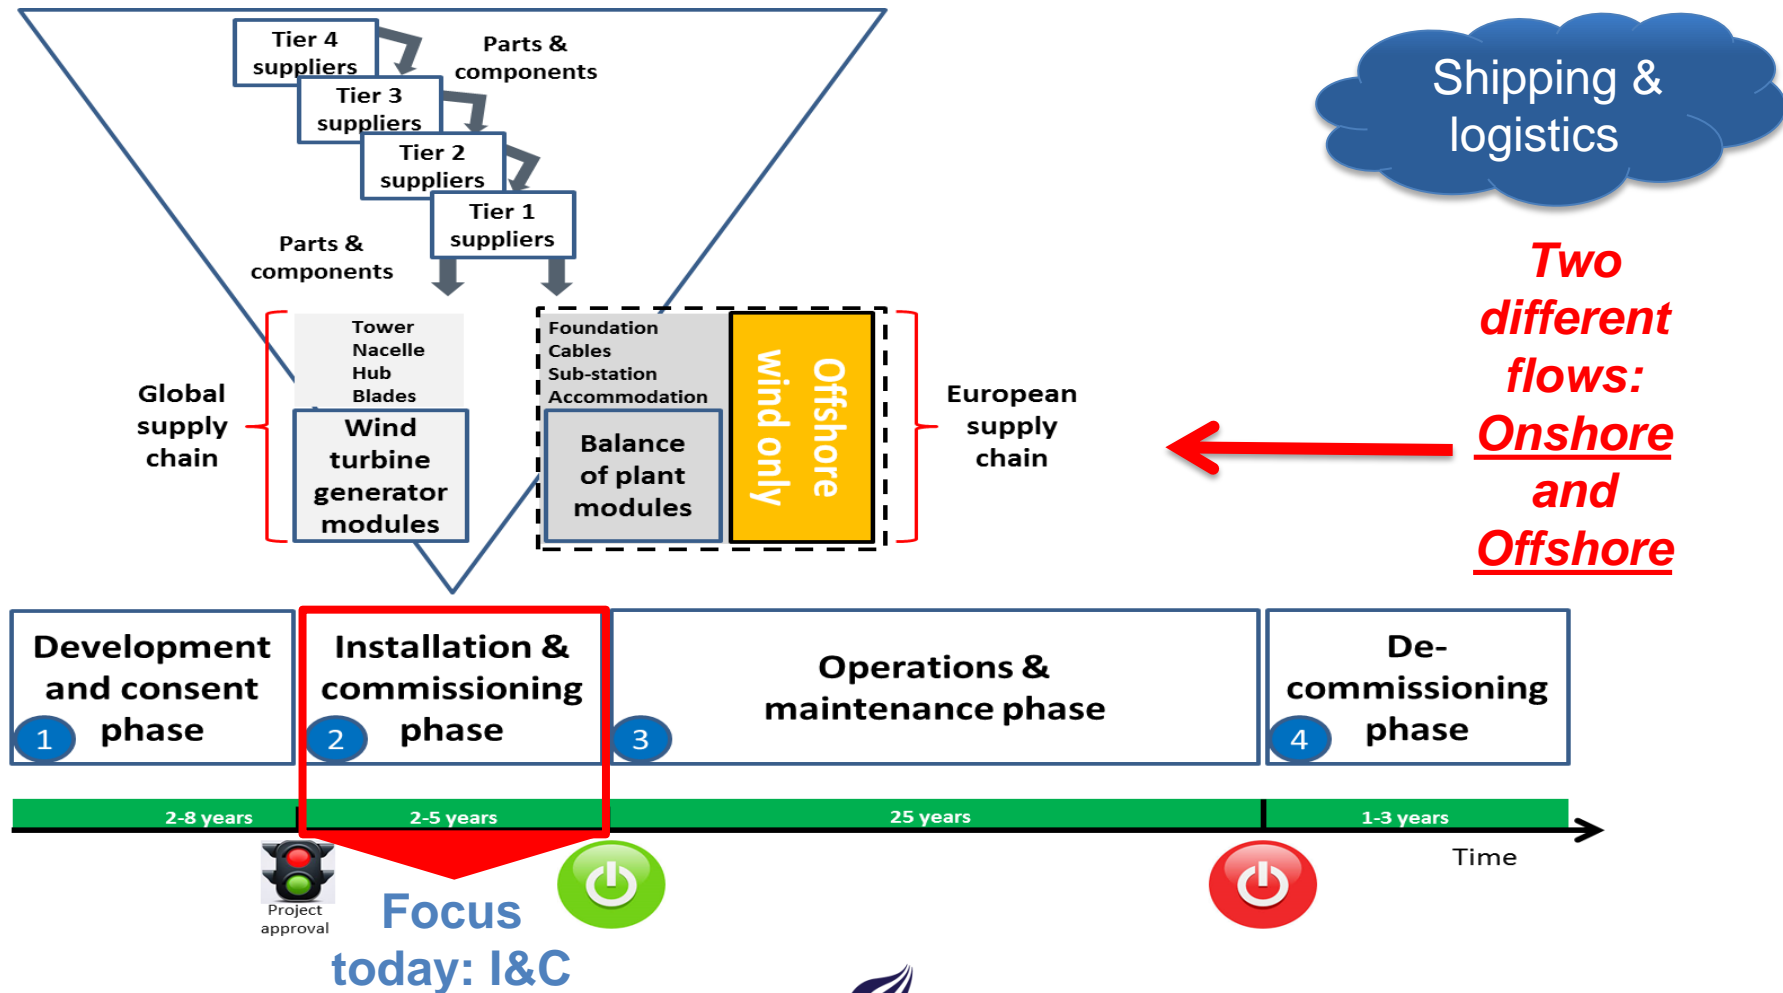 Tier 4
suppliers
Parts &
components
Tier 3
suppliers
Tier 2
suppliers
Tier 1
suppliers
Parts &
components
Shipping &
logistics
Two
different
flows:
Onshore
and
Offshore
Global
supply
chain
Tower
Nacelle
Hub
Blades
Wind
turbine
generator
modules
Foundation
Cables
Sub-station
Accommodation
Balance
of plant
modules
Offshore
wind only
European
supply
chain
Development
and consent
phase
1
Installation &
commissioning
phase
2
Operations &
maintenance phase
3
De-
commissioning
phase
4
2-8 years
2-5 years
25 years
1-3 years
Time
Project
approval
Focus
today: I&C